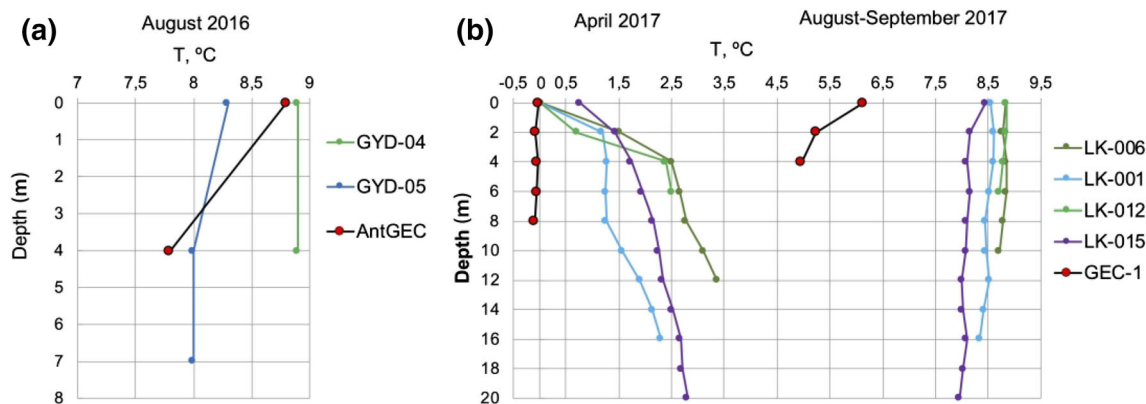 (a)
August 2016
T, ºC
7 7,5 8 8,5 9
0
1
2
3
4
5
6
7
8
Depth (m)
GYD-04
GYD-05
AntGEC
(b)
April 2017 August-September 2017
T, ºC
-0,5 0 0,5 1,5 2,5 3,5 4,5 5,5 6,5 7,5 8,5 9,5
0
2
4
6
8
10
12
14
16
18
20
Depth (m)
LK-006
LK-001
LK-012
LK-015
GEC-1